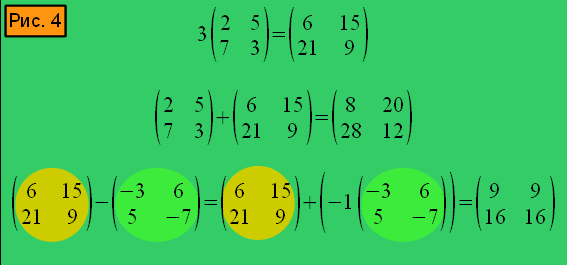 Рис. 4
3(2 5; 7 3)=(6 15; 21 9)
(2 5; 7 3)+(6 15; 21 9)=(8 20; 28 12)
(6 15; 21 9)−(−3 6; 5 −7)=(6 15; 21 9)+(−1(−3 6; 5 −7))=(9 9; 16 16)